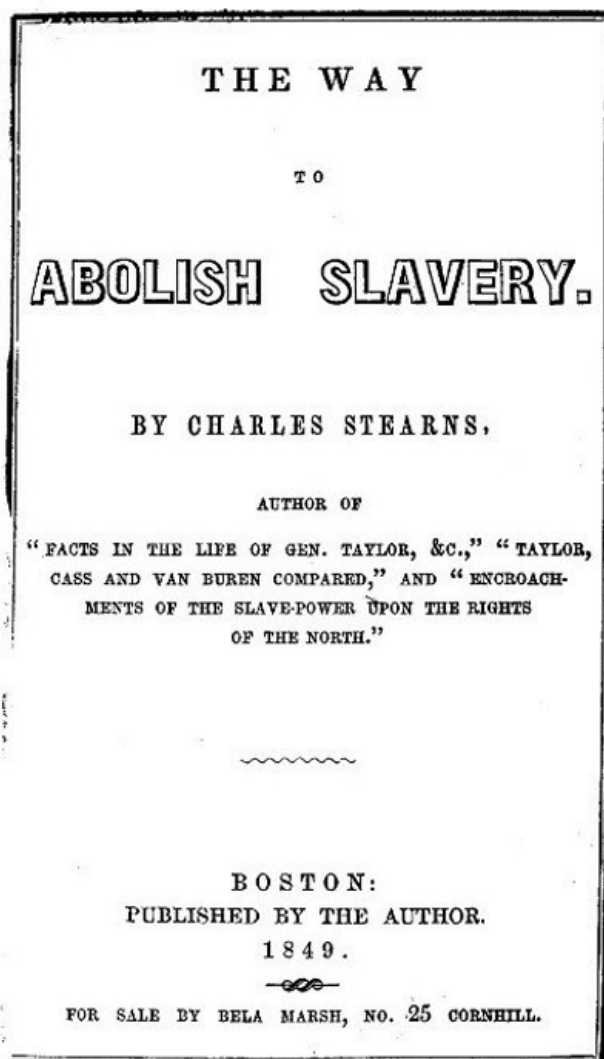 THE WAY
TO
ABOLISH SLAVERY.
BY CHARLES STEARNS,
AUTHOR OF
“FACTS IN THE LIFE OF GEN. TAYLOR, &C.,” “TAYLOR,
CASS AND VAN BUREN COMPARED,” AND “ENCROACH-
MENTS OF THE SLAVE-POWER UPON THE RIGHTS
OF THE NORTH.”
BOSTON:
PUBLISHED BY THE AUTHOR.
1849.
FOR SALE BY BELA MARSH, NO. 25 CORNHILL.